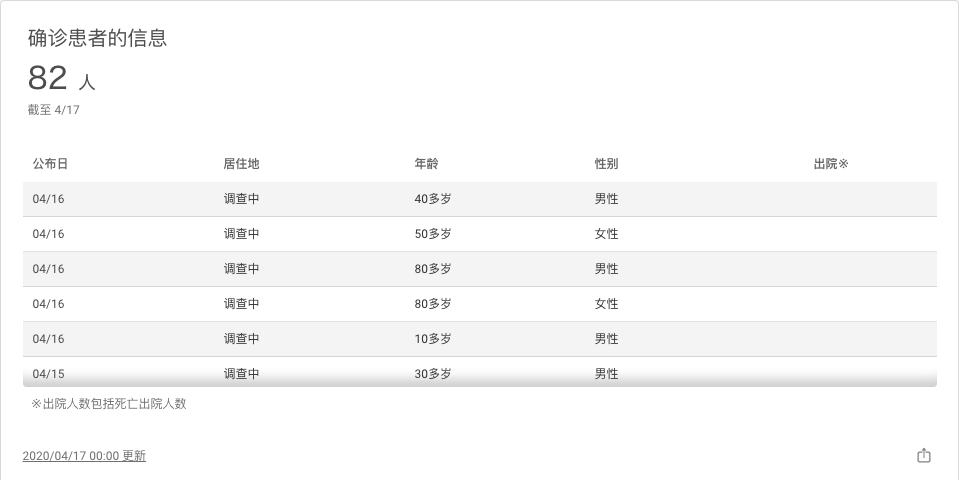 确诊患者的信息
82 人
截至 4/17
公布日 居住地 年龄 性别 出院※
04/16 调查中 40多岁 男性
04/16 调查中 50多岁 女性
04/16 调查中 80多岁 男性
04/16 调查中 80多岁 女性
04/16 调查中 10多岁 男性
04/15 调查中 30多岁 男性
※出院人数包括死亡出院人数
2020/04/17 00:00 更新